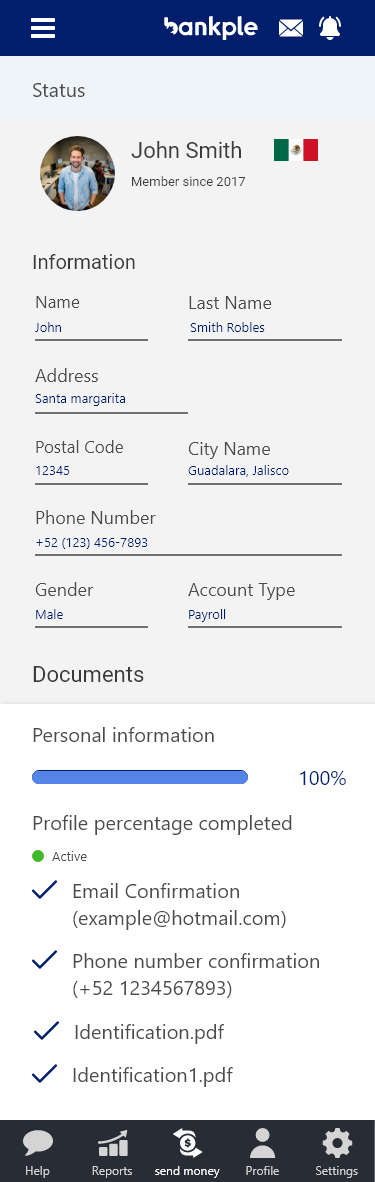 bankple
Status
John Smith
Member since 2017
Information
Name
Last Name
John
Smith Robles
Address
Santa margarita
Postal Code
City Name
12345
Guadalara, Jalisco
Phone Number
+52 (123) 456-7893
Gender
Account Type
Male
Payroll
Documents
Personal information
100%
Profile percentage completed
Active
Email Confirmation
(example@hotmail.com)
Phone number confirmation
(+52 1234567893)
Identification.pdf
Identification1.pdf
Help
Reports
send money
Profile
Settings